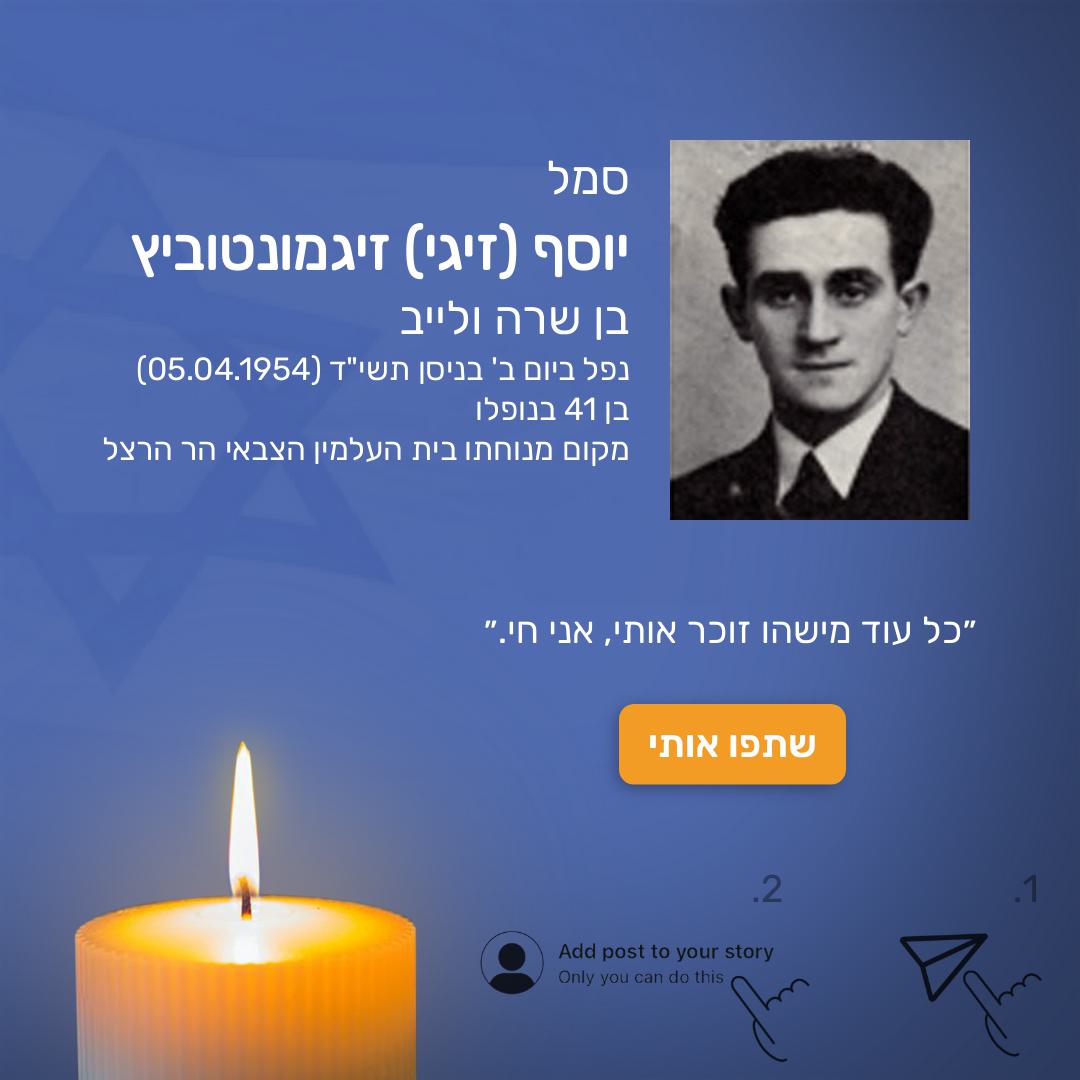 סמל
יוסף (זיגי) זיגמונטוביץ
בן שרה ולייב
נפל ביום ב' בניסן תשי"ד (05.04.1954)
בן 41 בנופלו
מקום מנוחתו בית העלמין הצבאי הר הרצל
״כל עוד מישהו זוכר אותי, אני חי.״
שתפו אותי
.1
.2
Add post to your story
Only you can do this